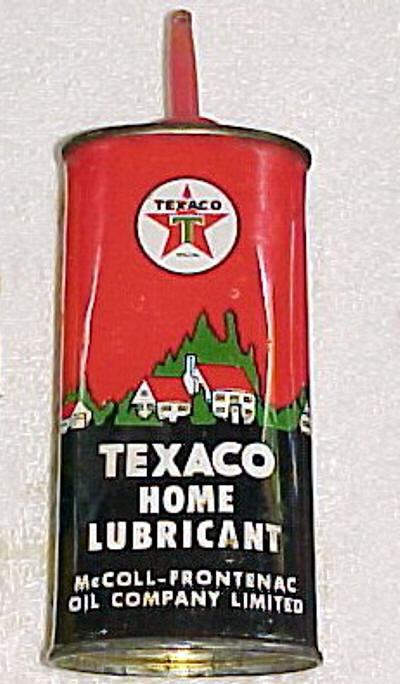 TEXACO
T
TEXACO
HOME
LUBRICANT
McCOLL-FRONTENAC
OIL COMPANY LIMITED